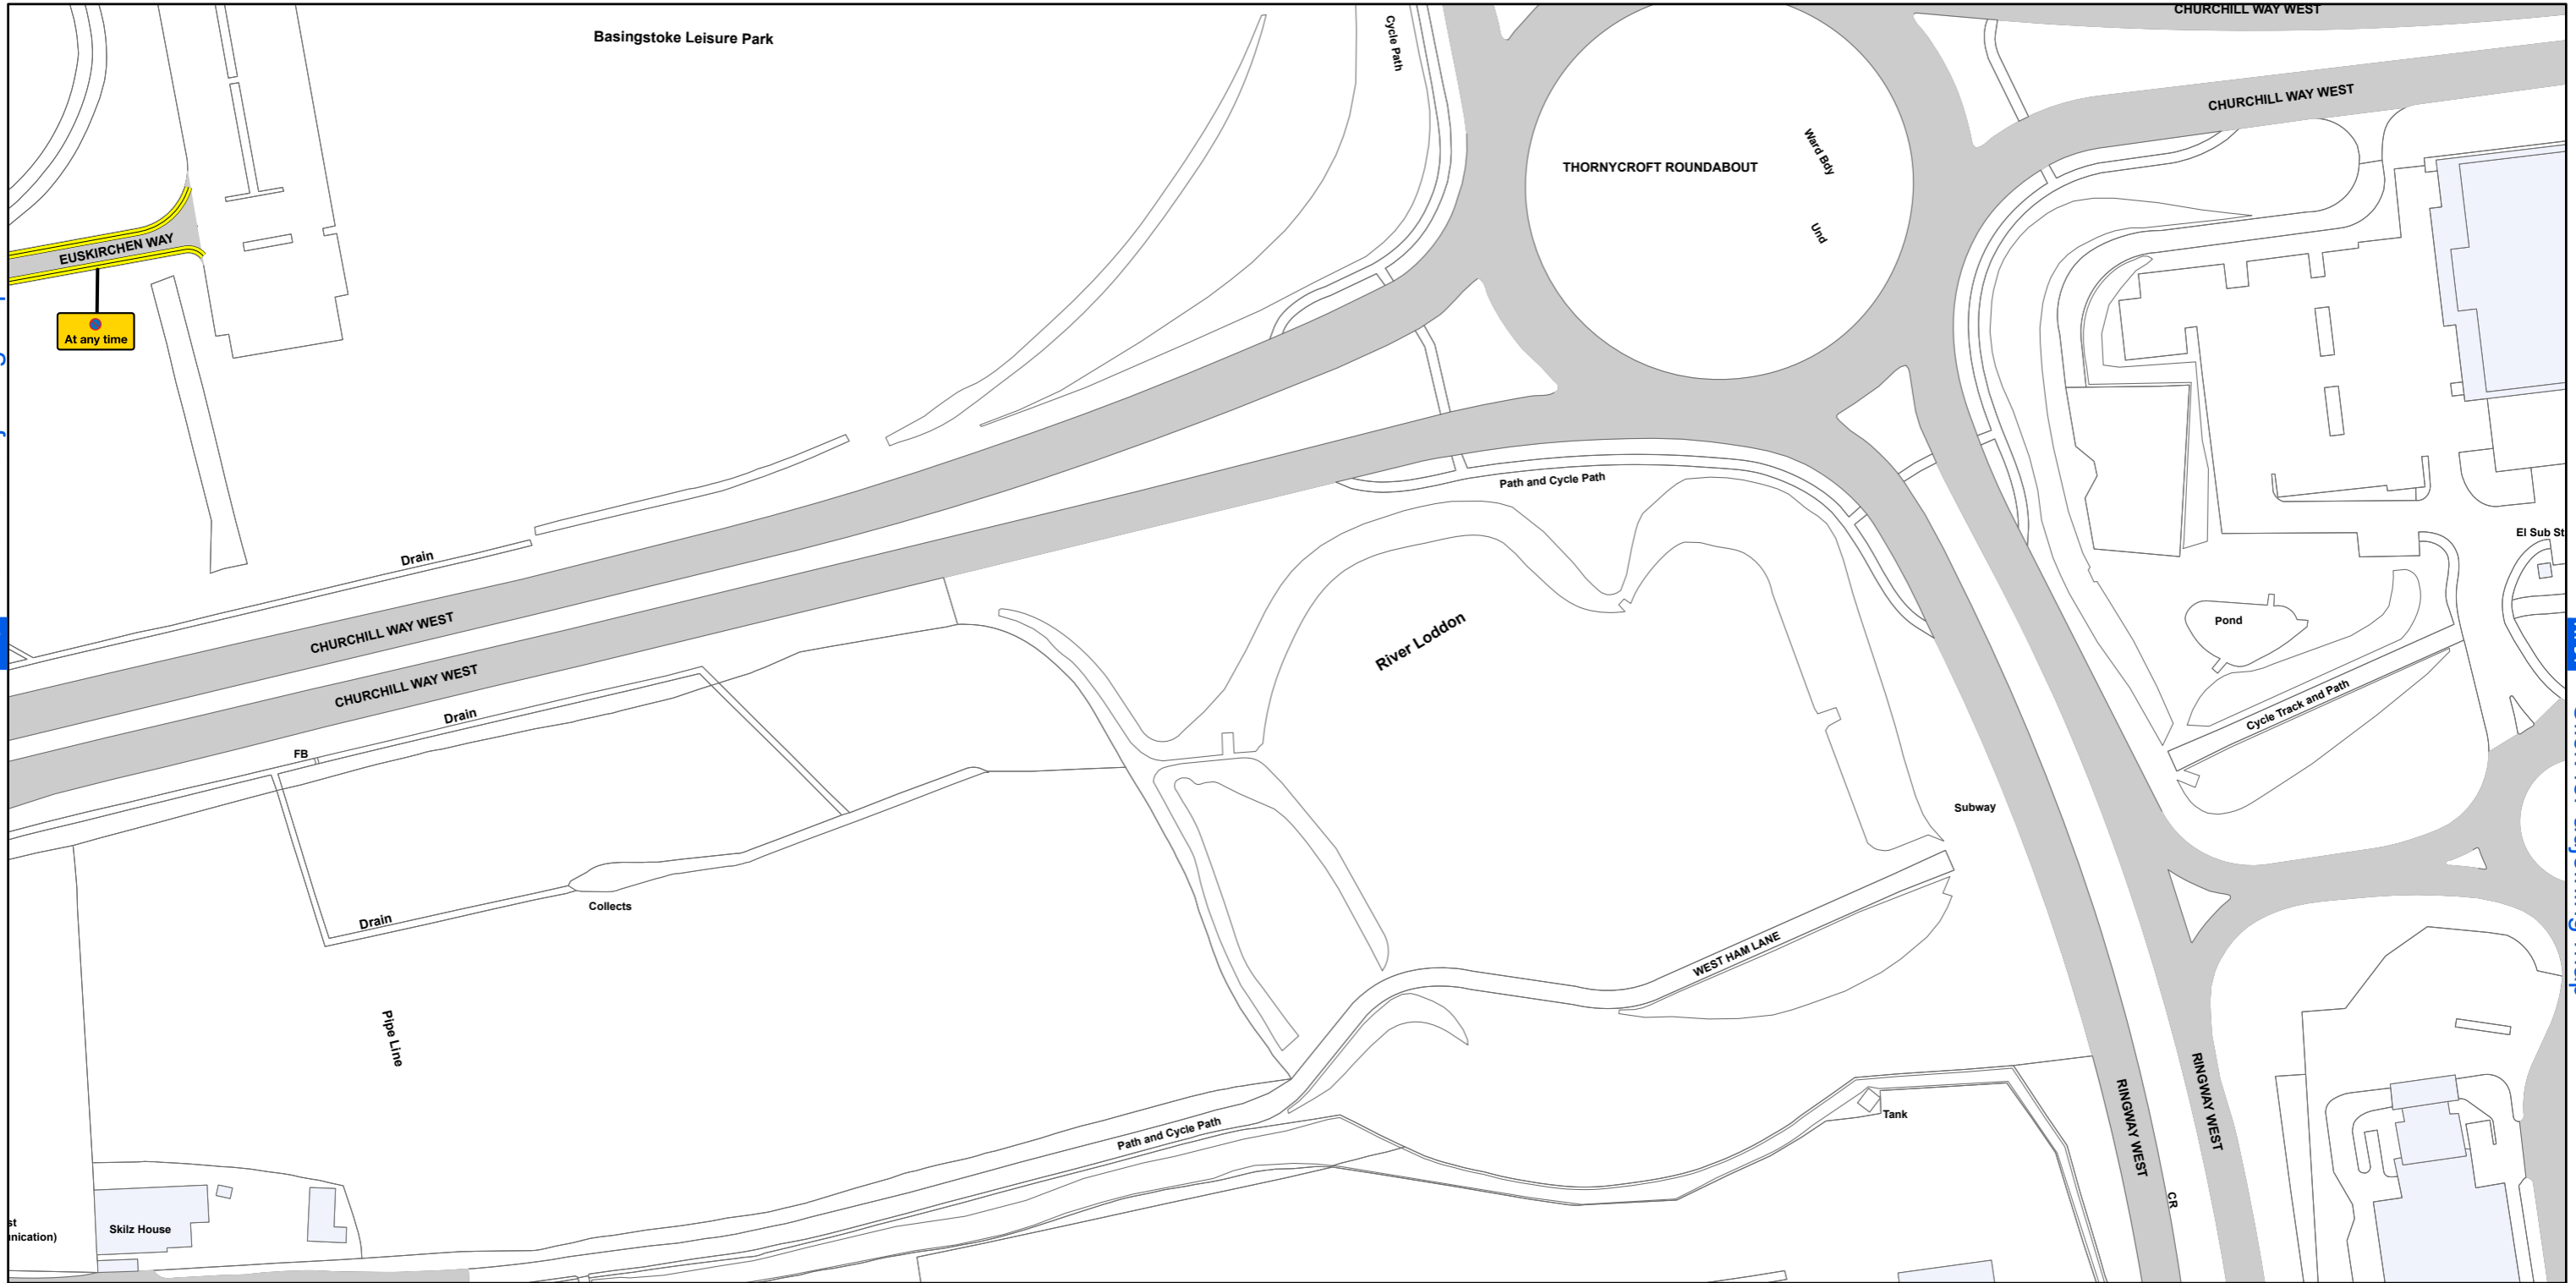 CHURCHILL WAY WEST
Basingstoke Leisure Park
Cycle Path
CHURCHILL WAY WEST
THORNYCROFT ROUNDABOUT
Ward Bdy
Und
EUSKIRCHEN WAY
At any time
Path and Cycle Path
El Sub St
Drain
CHURCHILL WAY WEST
River Loddon
Pond
CHURCHILL WAY WEST
Drain
Cycle Track and Path
FB
Subway
Collects
Drain
WEST HAM LANE
Pipe Line
RINGWAY WEST
RINGWAY WEST
Tank
Path and Cycle Path
CR
st
Skilz House
nication)